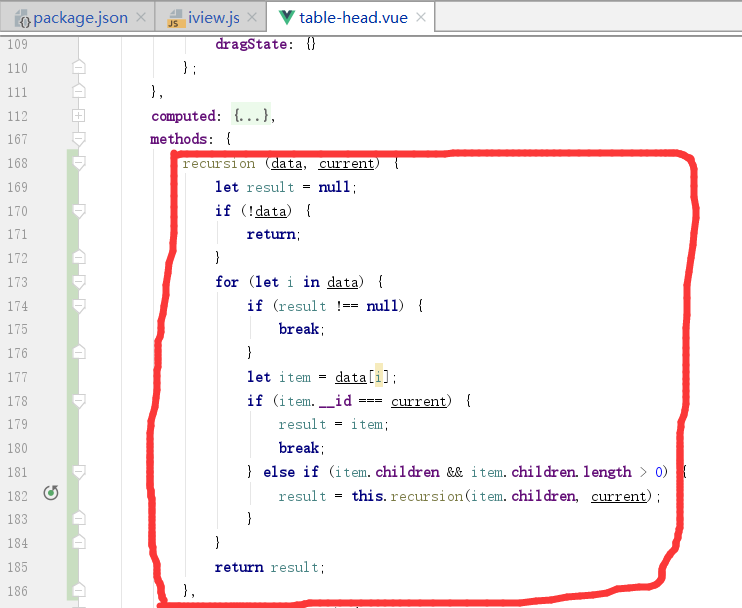 package.json iview.js table-head.vue
109 dragState: {}
110 };
111 },
112 computed: {...},
167 methods: {
168 recursion (data, current) {
169 let result = null;
170 if (!data) {
171 return;
172 }
173 for (let i in data) {
174 if (result !== null) {
175 break;
176 }
177 let item = data[i];
178 if (item.__id === current) {
179 result = item;
180 break;
181 } else if (item.children && item.children.length > 0) {
182 result = this.recursion(item.children, current);
183 }
184 }
185 return result;
186 },